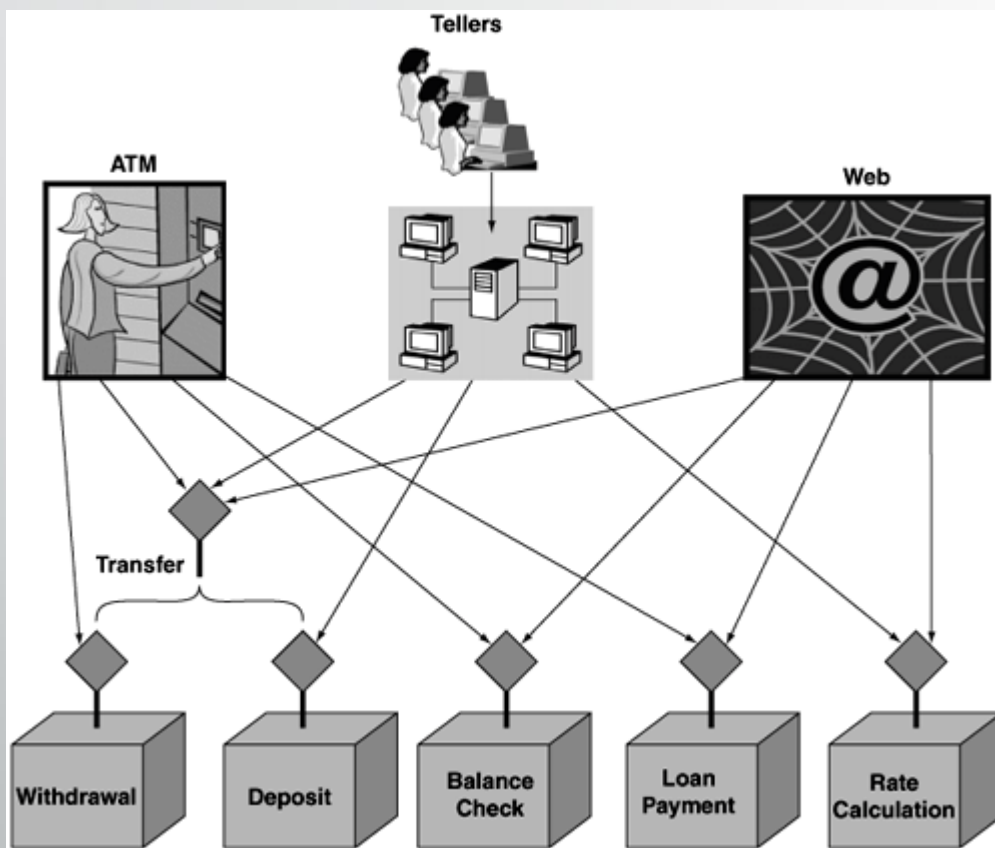 Tellers
ATM
Web
@
Transfer
Withdrawal
Deposit
Balance
Check
Loan
Payment
Rate
Calculation